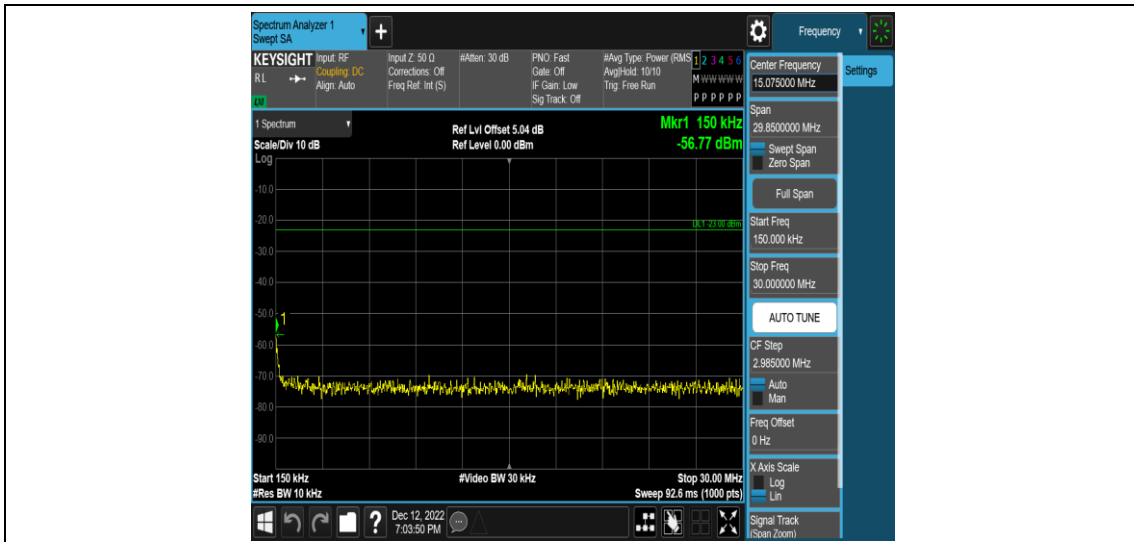 Spectrum Analyzer 1
Swept SA
+
Frequency
KEYSIGHT
RL
LXI
Input: RF
Coupling: DC
Align: Auto
Input Z: 50 Ω
Corrections: Off
Freq Ref: Int (S)
#Atten: 30 dB
PNO: Fast
Gate: Off
IF Gain: Low
Sig Track: Off
#Avg Type: Power (RMS
Avg|Hold: 10/10
Trig: Free Run
1 2 3 4 5 6
M W W W W W
P P P P P P
Center Frequency
15.075000 MHz
Settings
1 Spectrum
Ref Lvl Offset 5.04 dB
Mkr1 150 kHz
Scale/Div 10 dB
Ref Level 0.00 dBm
-56.77 dBm
Log
-10.0
-20.0
DL1 -23.00 dBm
-30.0
-40.0
-50.0
1
-60.0
-70.0
-80.0
-90.0
Start 150 kHz
#Video BW 30 kHz
Stop 30.00 MHz
#Res BW 10 kHz
Sweep 92.6 ms (1000 pts)
Span
29.8500000 MHz
Swept Span
Zero Span
Full Span
Start Freq
150.000 kHz
Stop Freq
30.000000 MHz
AUTO TUNE
CF Step
2.985000 MHz
Auto
Man
Freq Offset
0 Hz
X Axis Scale
Log
Lin
Signal Track
(Span Zoom)
?
Dec 12, 2022
7:03:50 PM